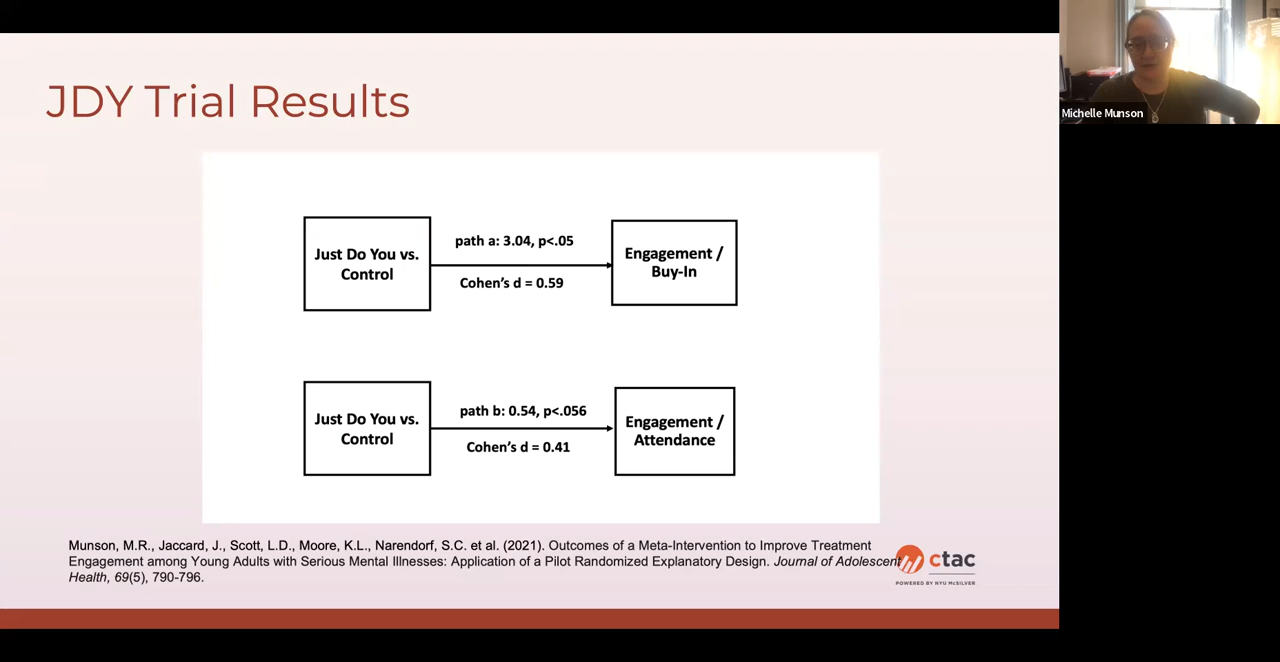 JDY Trial Results
Michelle Munson
Just Do You vs.
Control
path a: 3.04, p<.05
Cohen's d = 0.59
Engagement /
Buy-In
Just Do You vs.
Control
path b: 0.54, p<.056
Cohen's d = 0.41
Engagement /
Attendance
Munson, M.R., Jaccard, J., Scott, L.D., Moore, K.L., Narendorf, S.C. et al. (2021). Outcomes of a Meta-Intervention to Improve Treatment
Engagement among Young Adults with Serious Mental Illnesses: Application of a Pilot Randomized Explanatory Design. Journal of Adolescent
Health, 69(5), 790-796.
ctac
POWERED BY NYU McSILVER